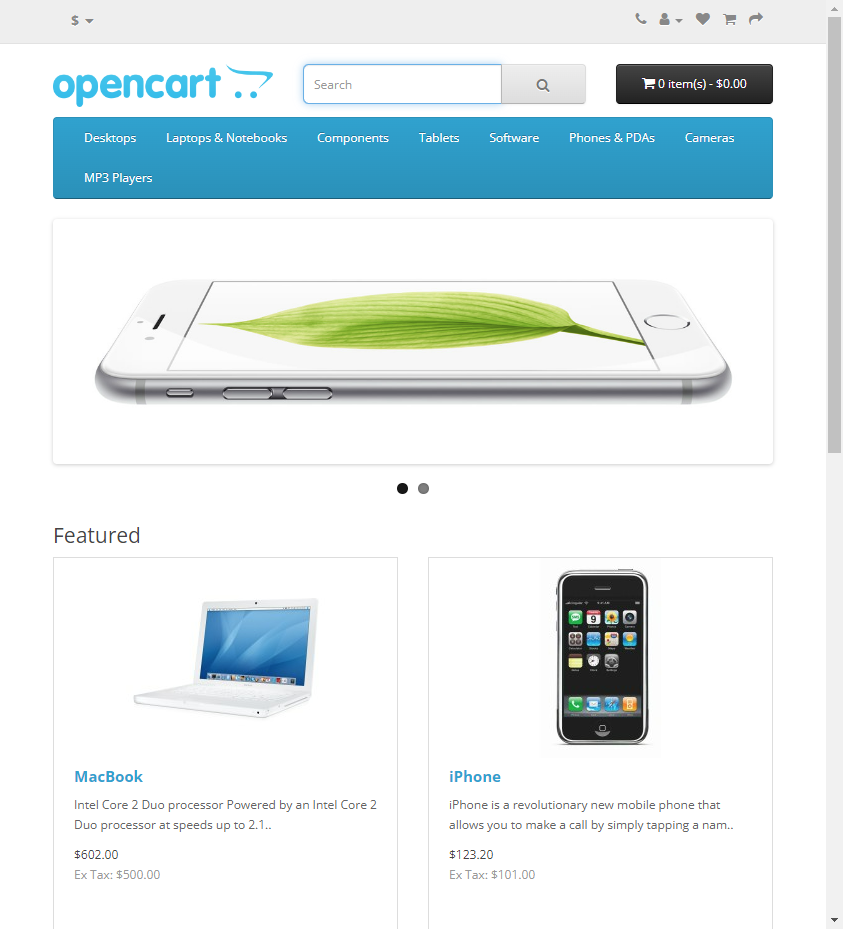 $
opencart
Search
0 item(s) - $0.00
Desktops
Laptops & Notebooks
Components
Tablets
Software
Phones & PDAs
Cameras
MP3 Players
Featured
MacBook
Intel Core 2 Duo processor Powered by an Intel Core 2
Duo processor at speeds up to 2.1..
$602.00
Ex Tax: $500.00
iPhone
iPhone is a revolutionary new mobile phone that
allows you to make a call by simply tapping a nam..
$123.20
Ex Tax: $101.00